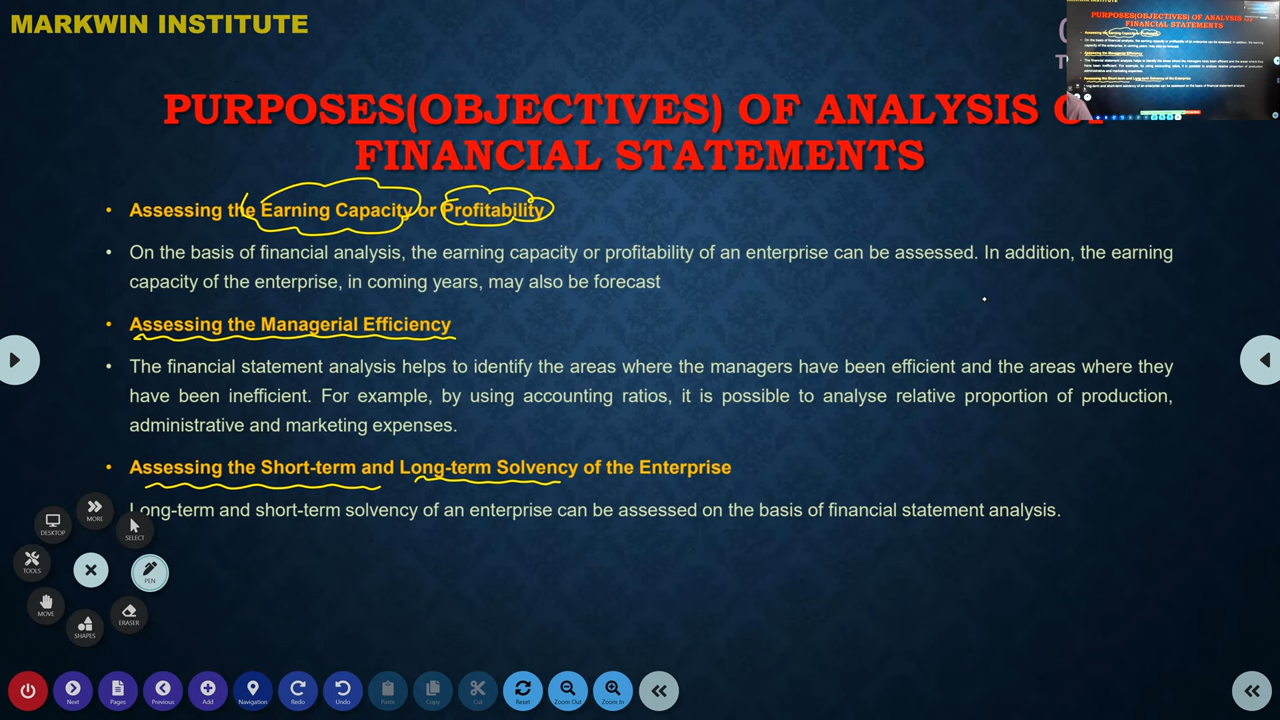 MARKWIN INSTITUTE
PURPOSES(OBJECTIVES) OF ANALYSIS OF
FINANCIAL STATEMENTS
• Assessing the Earning Capacity or Profitability
• On the basis of financial analysis, the earning capacity or profitability of an enterprise can be assessed. In addition, the earning
capacity of the enterprise, in coming years, may also be forecast
• Assessing the Managerial Efficiency
• The financial statement analysis helps to identify the areas where the managers have been efficient and the areas where they
have been inefficient. For example, by using accounting ratios, it is possible to analyse relative proportion of production,
administrative and marketing expenses.
• Assessing the Short-term and Long-term Solvency of the Enterprise
Long-term and short-term solvency of an enterprise can be assessed on the basis of financial statement analysis.
DESKTOP
MORE
SELECT
TOOLS
PEN
MOVE
ERASER
SHAPES
Next
Pages
Previous
Add
Navigation
Redo
Undo
Paste
Copy
Cut
Reset
Zoom Out
Zoom In